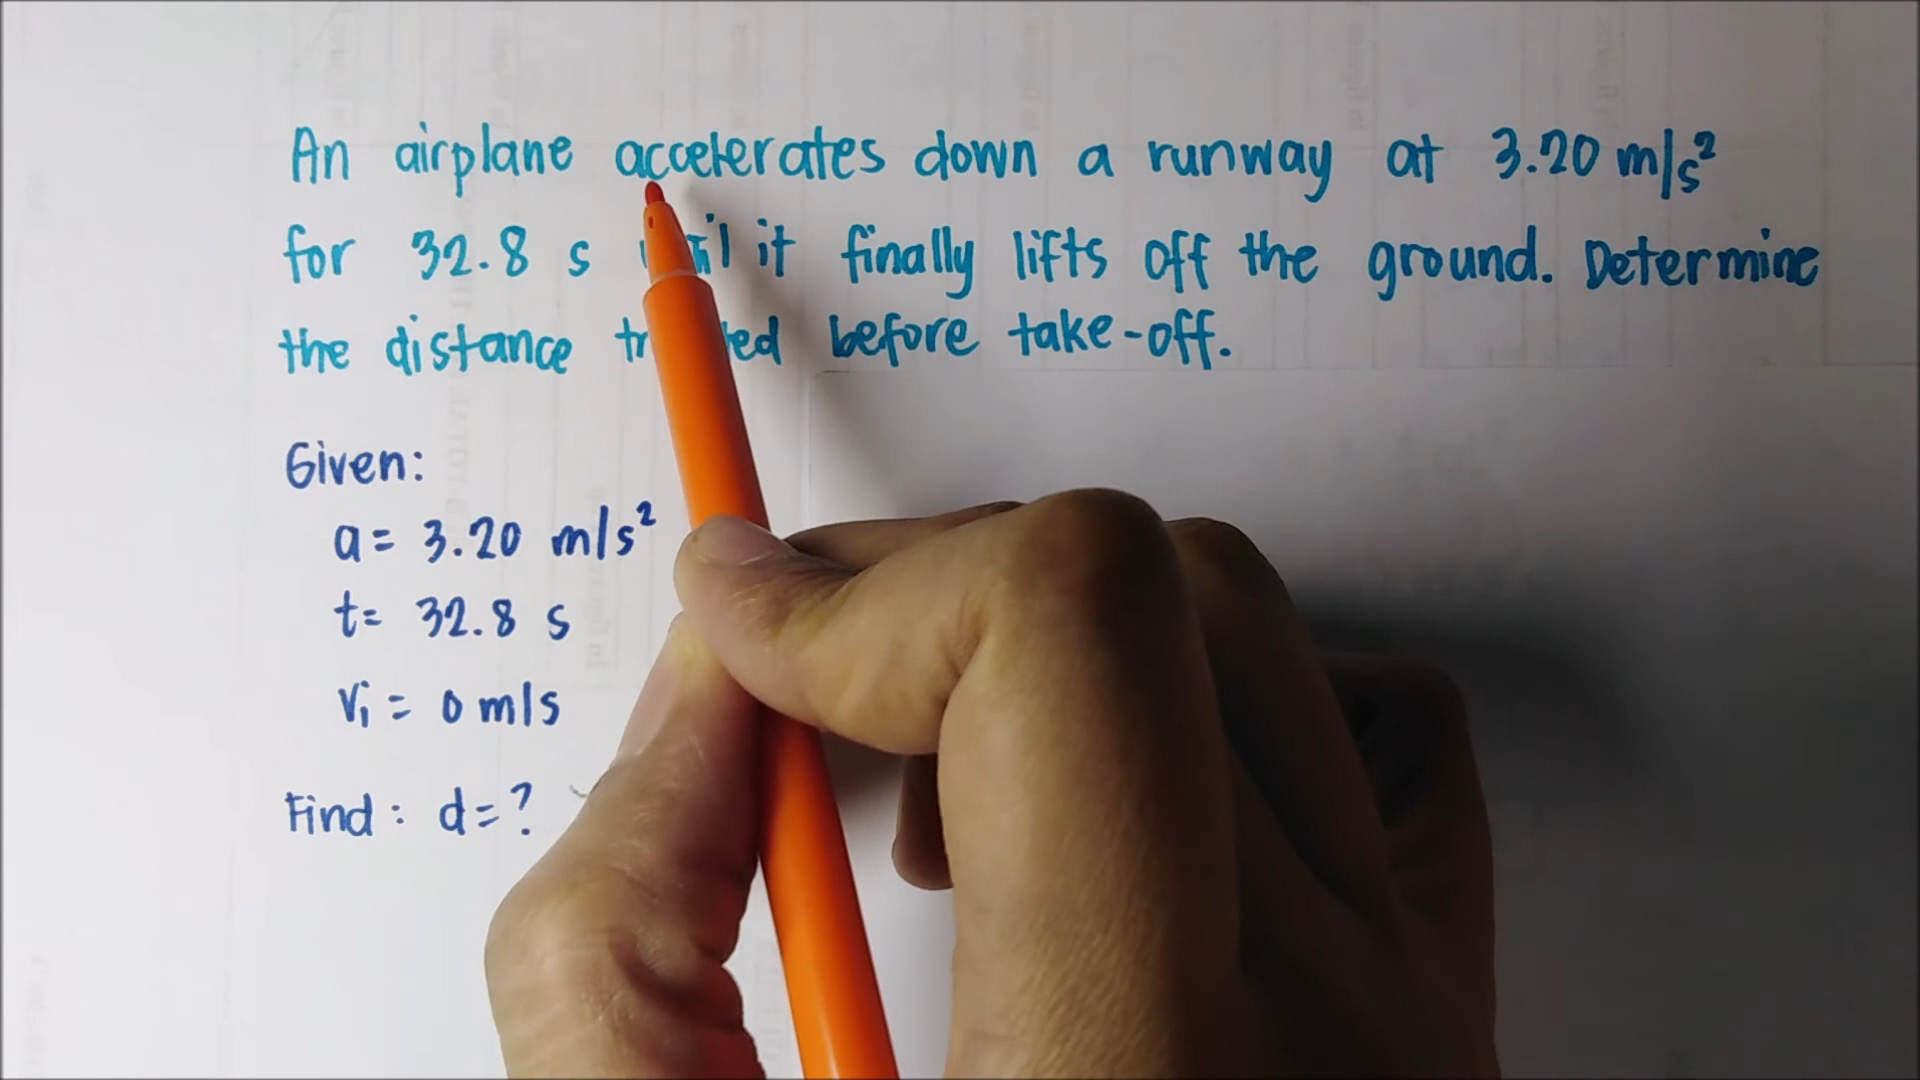 An airplane accelerates down a runway at 3.20 m/s²
for 32.8 s it finally lifts off the ground. Determine
the distance before take-off.
Given:
a = 3.20 m/s²
t = 32.8 s
Vi = 0 m/s
Find : d = ?